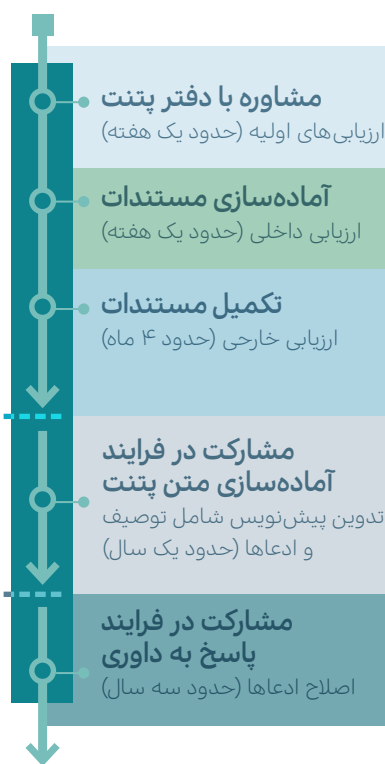 مشاوره با دفتر پتنت
ارزیابی‌های اولیه (حدود یک هفته)
آماده‌سازی مستندات
ارزیابی داخلی (حدود یک هفته)
تکمیل مستندات
ارزیابی خارجی (حدود ۴ ماه)
مشارکت در فرایند
آماده‌سازی متن پتنت
تدوین پیش‌نویس شامل توصیف
و ادعاها (حدود یک سال)
مشارکت در فرایند
پاسخ به داوری
اصلاح ادعاها (حدود سه سال)